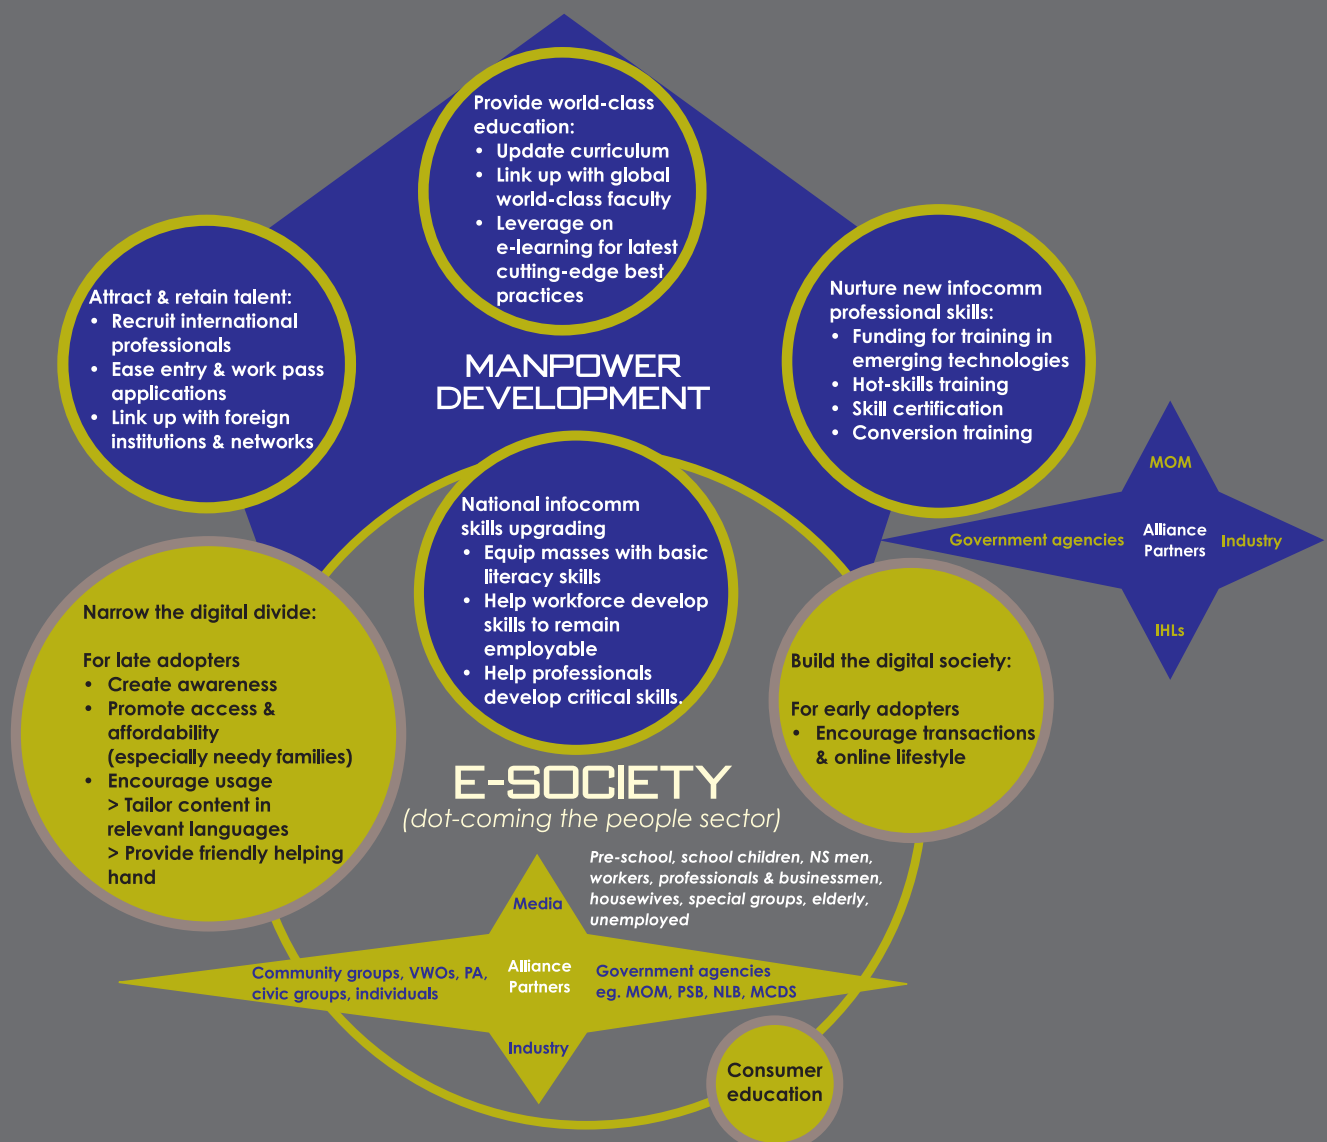 Provide world-class
education:
• Update curriculum
• Link up with global
world-class faculty
• Leverage on
e-learning for latest
cutting-edge best
practices
Attract & retain talent:
• Recruit international
professionals
• Ease entry & work pass
applications
• Link up with foreign
institutions & networks
Nurture new infocomm
professional skills:
• Funding for training in
emerging technologies
• Hot-skills training
• Skill certification
• Conversion training
MANPOWER
DEVELOPMENT
MOM
Government agencies
Alliance
Partners
Industry
IHLs
National infocomm
skills upgrading
• Equip masses with basic
literacy skills
• Help workforce develop
skills to remain
employable
• Help professionals
develop critical skills.
Narrow the digital divide:
For late adopters
• Create awareness
• Promote access &
affordability
(especially needy families)
• Encourage usage
> Tailor content in
relevant languages
> Provide friendly helping
hand
Build the digital society:
For early adopters
• Encourage transactions
& online lifestyle
E-SOCIETY
(dot-coming the people sector)
Pre-school, school children, NS men,
workers, professionals & businessmen,
housewives, special groups, elderly,
unemployed
Media
Community groups, VWOs, PA,
civic groups, individuals
Alliance
Partners
Government agencies
eg. MOM, PSB, NLB, MCDS
Industry
Consumer
education